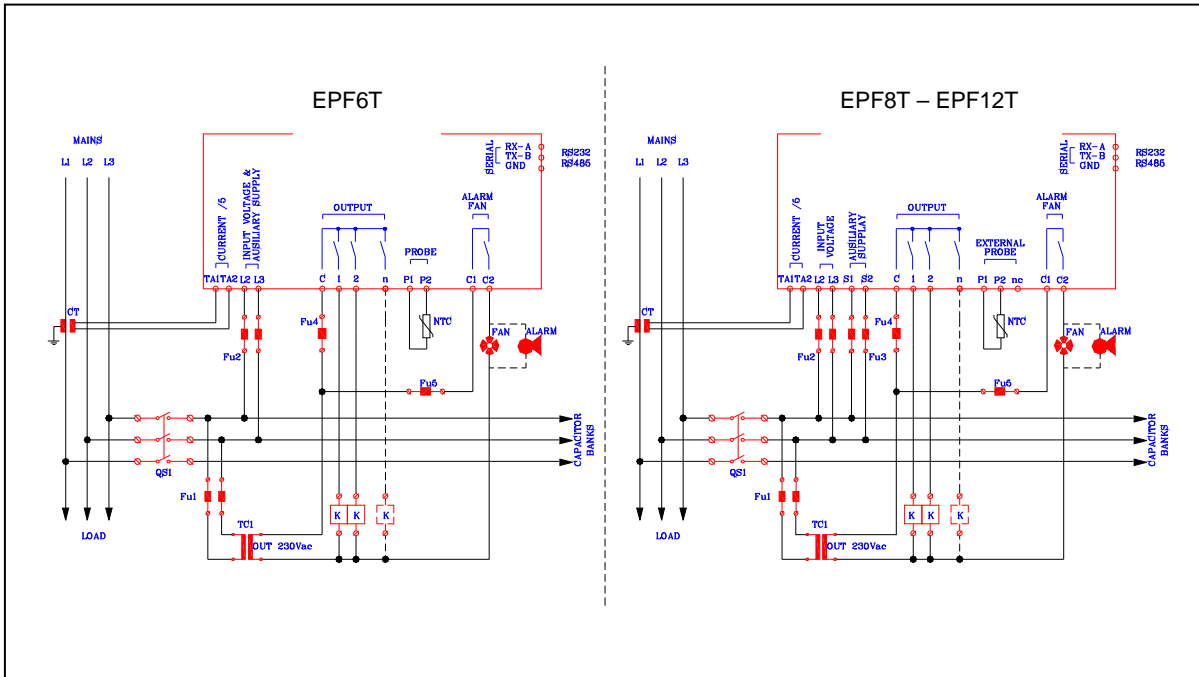 EPF6T
MAINS
L1 L2 L3
SERIAL
RX-A
TX-B
GND
RS232
RS485
CURRENT /5
INPUT VOLTAGE &
AUSILIARY SUPPLY
OUTPUT
PROBE
ALARM
FAN
TA1 TA2 L2 L3 C 1 2 n P1 P2 C1 C2
CT
Fu2
Fu4
NTC
FAN
ALARM
Fu5
QS1
CAPACITOR
BANKS
Fu1
TC1
OUT 230Vac
K K K
LOAD
EPF8T – EPF12T
MAINS
L1 L2 L3
SERIAL
RX-A
TX-B
GND
RS232
RS485
CURRENT /5
INPUT
VOLTAGE
AUSILIARY
SUPPLAY
OUTPUT
EXTERNAL
PROBE
ALARM
FAN
TA1 TA2 L2 L3 S1 S2 C 1 2 n P1 P2 nc C1 C2
CT
Fu2
Fu3
Fu4
NTC
FAN
ALARM
Fu5
QS1
CAPACITOR
BANKS
Fu1
TC1
OUT 230Vac
K K K
LOAD